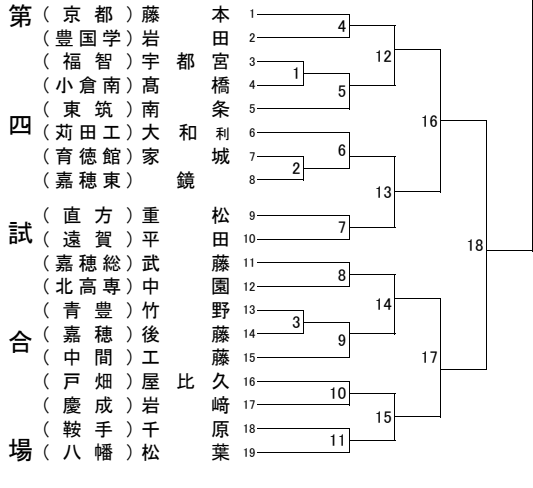 第四試合場
(京都)藤本 1
(豊国学)岩田 2
(福智)宇都宮 3
(小倉南)髙橋 4
(東筑)南条 5
(苅田工)大和利 6
(育徳館)家城 7
(嘉穂東)鏡 8
(直方)重松 9
(遠賀)平田 10
(嘉穂総)武藤 11
(北高専)中園 12
(青豊)竹野 13
(嘉穂)後藤 14
(中間)工藤 15
(戸畑)屋比久 16
(慶成)岩﨑 17
(鞍手)千原 18
(八幡)松葉 19
1
2
3
4
5
6
7
8
9
10
11
12
13
14
15
16
17
18